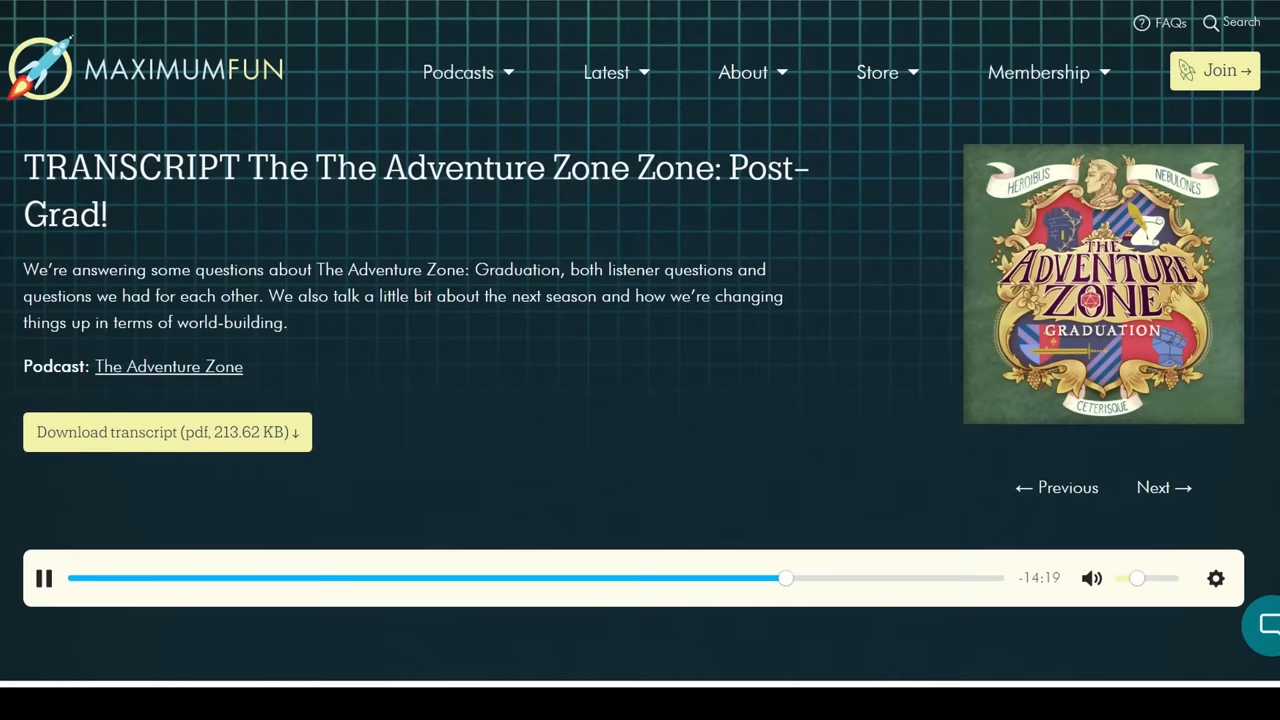 FAQs
Search
MAXIMUMFUN
Podcasts
Latest
About
Store
Membership
Join →
TRANSCRIPT The The Adventure Zone Zone: Post-
Grad!
We’re answering some questions about The Adventure Zone: Graduation, both listener questions and
questions we had for each other. We also talk a little bit about the next season and how we’re changing
things up in terms of world-building.
Podcast: The Adventure Zone
Download transcript (pdf, 213.62 KB) ↓
HEROIBUS
NEBULONES
THE
ADVENTURE
ZONE
GRADUATION
CETERISQUE
← Previous
Next →
-14:19